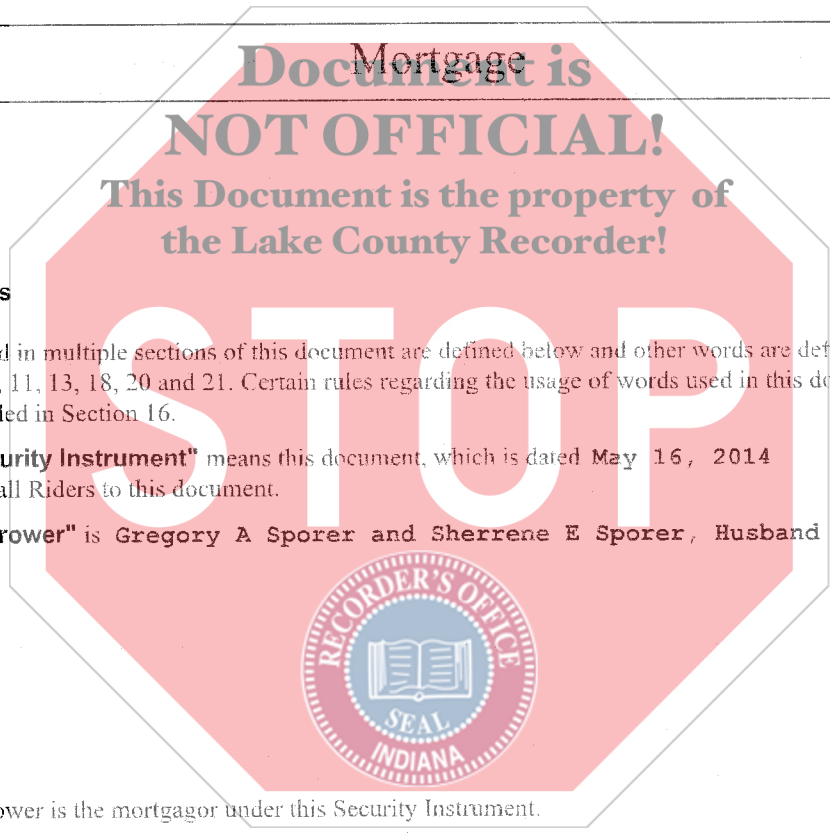 Mortgage
Document is
NOT OFFICIAL!
This Document is the property of
the Lake County Recorder!
s
d in multiple sections of this document are defined below and other words are def
, 11, 13, 18, 20 and 21. Certain rules regarding the usage of words used in this do
ied in Section 16.
STOP
urity Instrument" means this document, which is dated May 16, 2014
all Riders to this document.
rower" is Gregory A Sporer and Sherrene E Sporer, Husband
RECORDER'S OFFICE
SEAL
INDIANA
ower is the mortgagor under this Security Instrument.